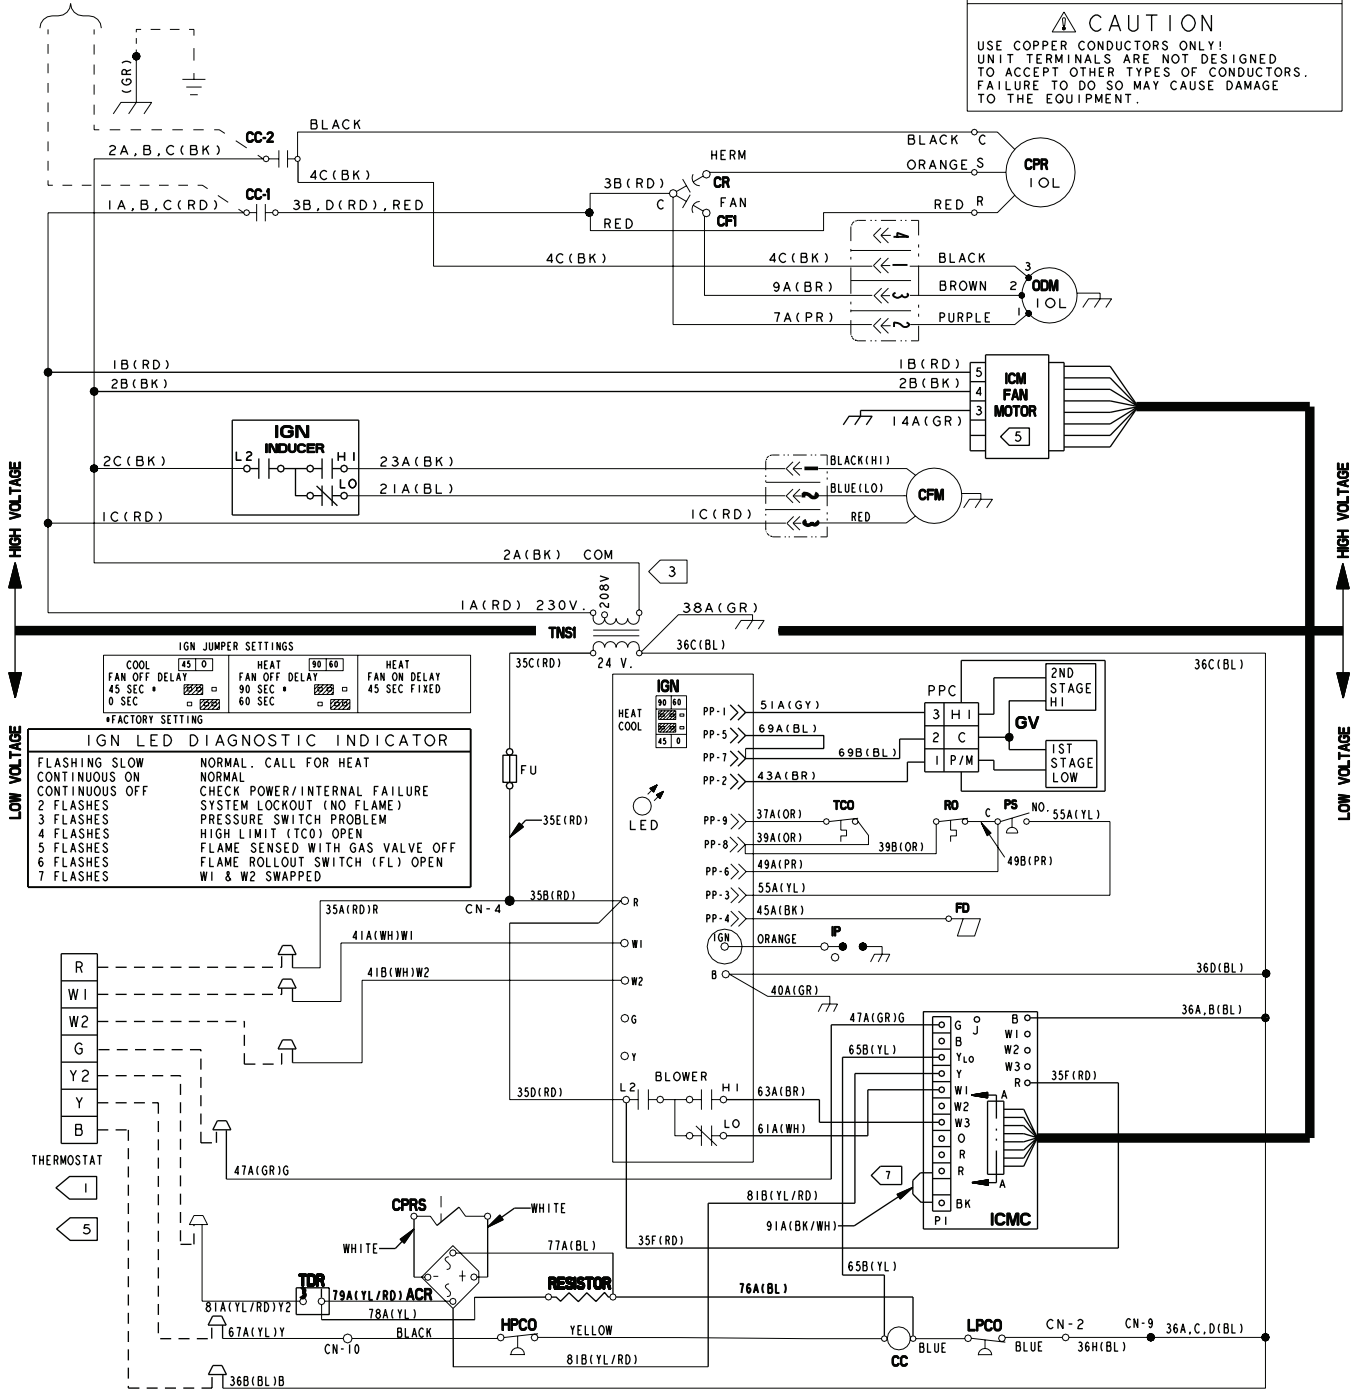 CAUTION
USE COPPER CONDUCTORS ONLY!
UNIT TERMINALS ARE NOT DESIGNED
TO ACCEPT OTHER TYPES OF CONDUCTORS.
FAILURE TO DO SO MAY CAUSE DAMAGE
TO THE EQUIPMENT.
(GR)
CC-2
BLACK
2A,B,C(BK)
4C(BK)
CC-1
1A,B,C(RD)
3B,D(RD),RED
3B(RD)
C
RED
HERM
CR
FAN
CF1
BLACK C
ORANGE S
RED R
CPR
IOL
4
4C(BK)
4C(BK)
1
BLACK
3
9A(BR)
3
BROWN
2
ODM
IOL
7A(PR)
2
PURPLE
1
1B(RD)
1B(RD)
5
2B(BK)
2B(BK)
4
3
14A(GR)
ICM
FAN
MOTOR
5
IGN
INDUCER
2C(BK)
L2
HI
23A(BK)
1
BLACK(HI)
LO
21A(BL)
2
BLUE(LO)
CFM
1C(RD)
1C(RD)
3
RED
HIGH VOLTAGE
HIGH VOLTAGE
2A(BK) COM
3
208V
1A(RD) 230V.
38A(GR)
TNS1
36C(BL)
35C(RD)
24 V.
36C(BL)
LOW VOLTAGE
LOW VOLTAGE
IGN JUMPER SETTINGS
COOL 45 0
FAN OFF DELAY
45 SEC *
0 SEC
HEAT 90 60
FAN OFF DELAY
90 SEC *
60 SEC
HEAT
FAN ON DELAY
45 SEC FIXED
*FACTORY SETTING
IGN LED DIAGNOSTIC INDICATOR
FLASHING SLOW NORMAL. CALL FOR HEAT
CONTINUOUS ON NORMAL
CONTINUOUS OFF CHECK POWER/INTERNAL FAILURE
2 FLASHES SYSTEM LOCKOUT (NO FLAME)
3 FLASHES PRESSURE SWITCH PROBLEM
4 FLASHES HIGH LIMIT (TCO) OPEN
5 FLASHES FLAME SENSED WITH GAS VALVE OFF
6 FLASHES FLAME ROLLOUT SWITCH (FL) OPEN
7 FLASHES W1 & W2 SWAPPED
FU
35E(RD)
IGN
90 60
HEAT
COOL
45 0
LED
PP-1
51A(GY)
PP-5
69A(BL)
PP-7
69B(BL)
PP-2
43A(BR)
PPC
3 HI
2 C
1 P/M
GV
2ND
STAGE
HI
1ST
STAGE
LOW
PP-9
37A(OR)
TCO
RO
C
PS
NO.
55A(YL)
PP-8
39A(OR)
39B(OR)
49B(PR)
PP-6
49A(PR)
PP-3
55A(YL)
PP-4
45A(BK)
FD
IGN
ORANGE
IP
B
36D(BL)
40A(GR)
35A(RD)R
CN-4
35B(RD)
R
41A(WH)W1
W1
41B(WH)W2
W2
G
Y
R
W1
W2
G
Y2
Y
B
THERMOSTAT
1
5
35D(RD)
L2
BLOWER
HI
63A(BR)
LO
61A(WH)
47A(GR)G
47A(GR)G
65B(YL)
G
J
B
YLO
Y
W1
W2
W3
O
R
R
BK
B
W1
W2
W3
R
A
A
36A,B(BL)
35F(RD)
7
81B(YL/RD)
91A(BK/WH)
P1
ICMC
35F(RD)
CPRS
WHITE
WHITE
77A(BL)
TDR
79A(YL/RD)
ACR
RESISTOR
76A(BL)
65B(YL)
81A(YL/RD)Y2
78A(YL)
67A(YL)Y
CN-10
BLACK
HPCO
YELLOW
CC
BLUE
LPCO
BLUE
CN-2
36H(BL)
CN-9
36A,C,D(BL)
81B(YL/RD)
36B(BL)B